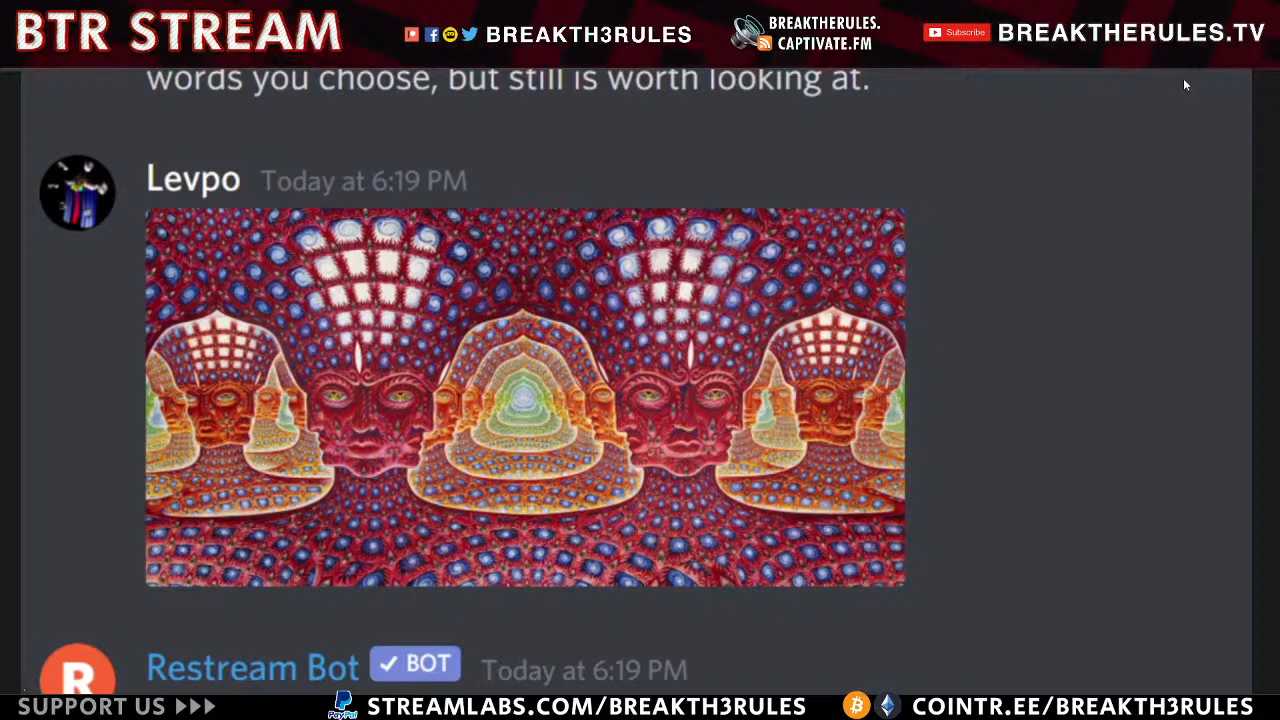 BTR STREAM
BREAKTH3RULES
BREAKTHERULES.
CAPTIVATE.FM
Subscribe
BREAKTHERULES.TV
words you choose, but still is worth looking at.
Levpo Today at 6:19 PM
R
Restream Bot ✓ BOT Today at 6:19 PM
SUPPORT US
PayPal
STREAMLABS.COM/BREAKTH3RULES
COINTR.EE/BREAKTH3RULES